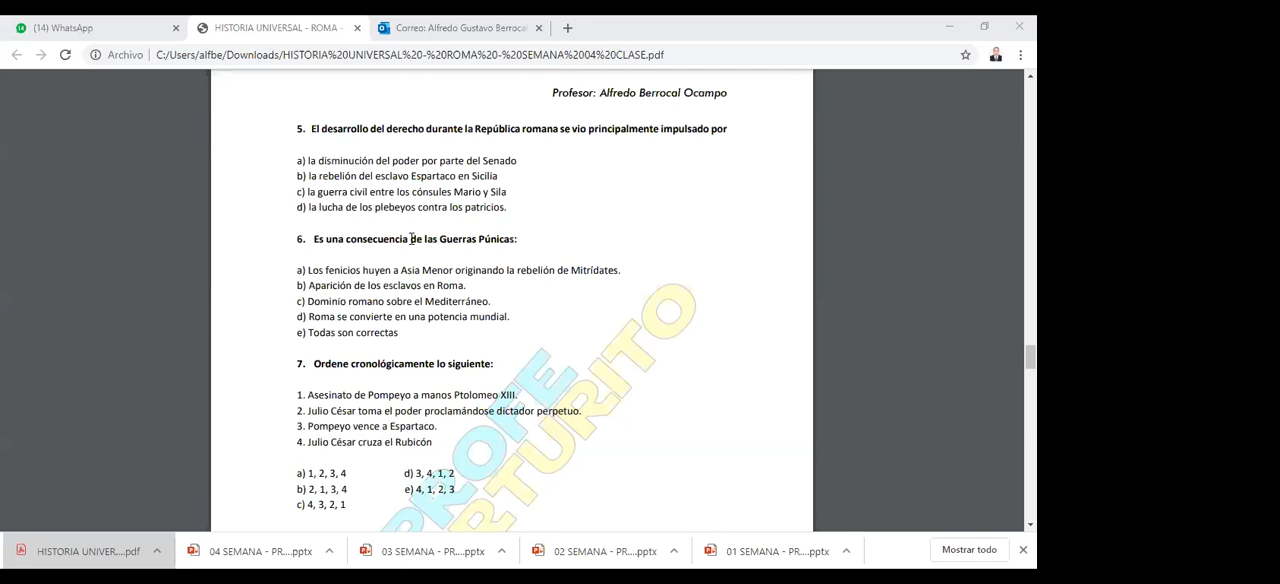 (14) WhatsApp
HISTORIA UNIVERSAL - ROMA -
Correo: Alfredo Gustavo Berrocal
Archivo
C:/Users/alfbe/Downloads/HISTORIA%20UNIVERSAL%20-%20ROMA%20-%20SEMANA%2004%20CLASE.pdf
Profesor: Alfredo Berrocal Ocampo
5. El desarrollo del derecho durante la República romana se vio principalmente impulsado por
a) la disminución del poder por parte del Senado
b) la rebelión del esclavo Espartaco en Sicilia
c) la guerra civil entre los cónsules Mario y Sila
d) la lucha de los plebeyos contra los patricios.
6. Es una consecuencia de las Guerras Púnicas:
a) Los fenicios huyen a Asia Menor originando la rebelión de Mitrídates.
b) Aparición de los esclavos en Roma.
c) Dominio romano sobre el Mediterráneo.
d) Roma se convierte en una potencia mundial.
e) Todas son correctas
7. Ordene cronológicamente lo siguiente:
1. Asesinato de Pompeyo a manos Ptolomeo XIII.
2. Julio César toma el poder proclamándose dictador perpetuo.
3. Pompeyo vence a Espartaco.
4. Julio César cruza el Rubicón
a) 1, 2, 3, 4 d) 3, 4, 1, 2
b) 2, 1, 3, 4 e) 4, 1, 2, 3
c) 4, 3, 2, 1
PROFE
ARTURITO
HISTORIA UNIVER....pdf
04 SEMANA - PR....pptx
03 SEMANA - PR....pptx
02 SEMANA - PR....pptx
01 SEMANA - PR....pptx
Mostrar todo